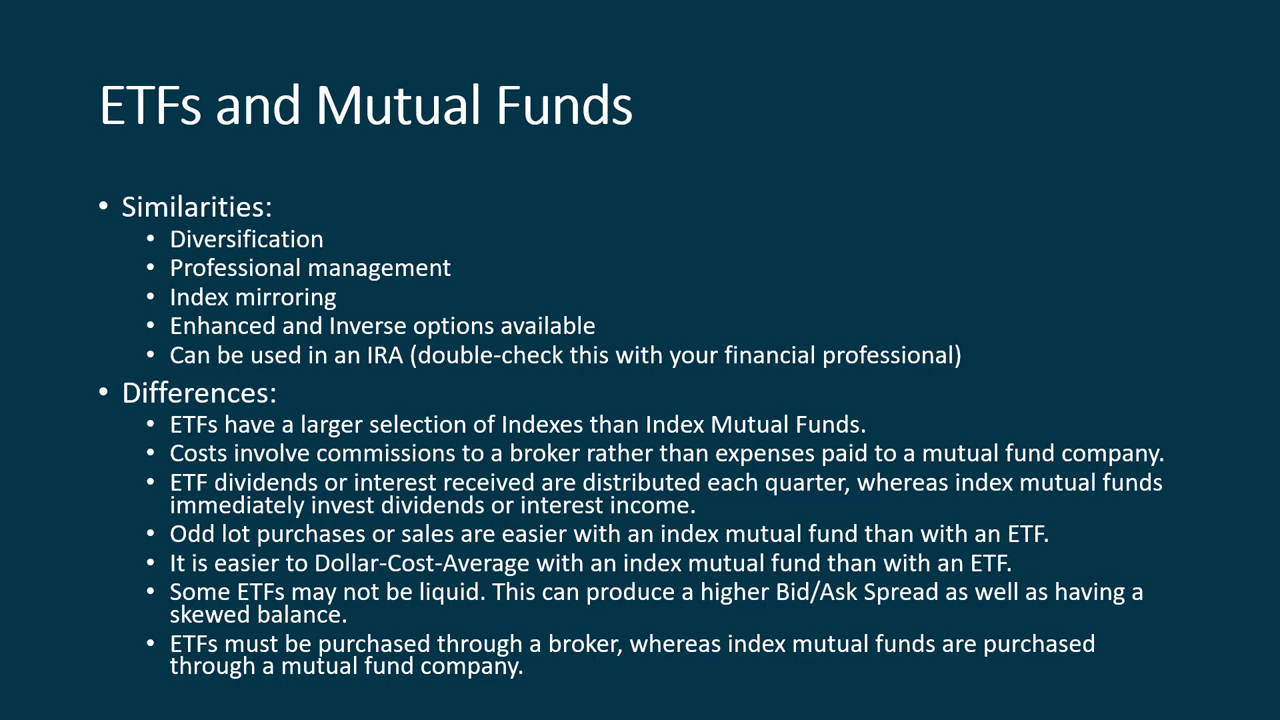 ETFs and Mutual Funds
• Similarities:
• Diversification
• Professional management
• Index mirroring
• Enhanced and Inverse options available
• Can be used in an IRA (double-check this with your financial professional)
• Differences:
• ETFs have a larger selection of Indexes than Index Mutual Funds.
• Costs involve commissions to a broker rather than expenses paid to a mutual fund company.
• ETF dividends or interest received are distributed each quarter, whereas index mutual funds
immediately invest dividends or interest income.
• Odd lot purchases or sales are easier with an index mutual fund than with an ETF.
• It is easier to Dollar-Cost-Average with an index mutual fund than with an ETF.
• Some ETFs may not be liquid. This can produce a higher Bid/Ask Spread as well as having a
skewed balance.
• ETFs must be purchased through a broker, whereas index mutual funds are purchased
through a mutual fund company.